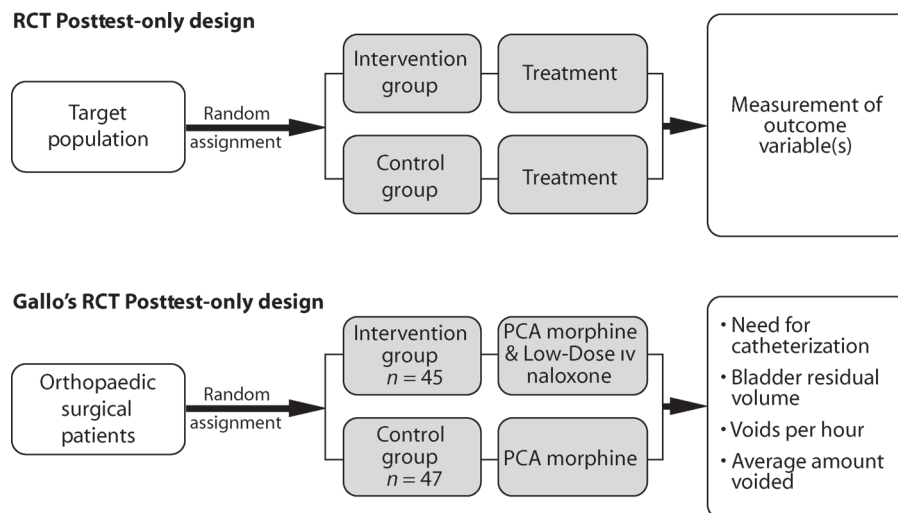 RCT Posttest-only design
Target
population
Random
assignment
Intervention
group
Treatment
Control
group
Treatment
Measurement of
outcome
variable(s)
Gallo's RCT Posttest-only design
Orthopaedic
surgical
patients
Random
assignment
Intervention
group
n = 45
PCA morphine
& Low-Dose IV
naloxone
Control
group
n = 47
PCA morphine
• Need for
catheterization
• Bladder residual
volume
• Voids per hour
• Average amount
voided